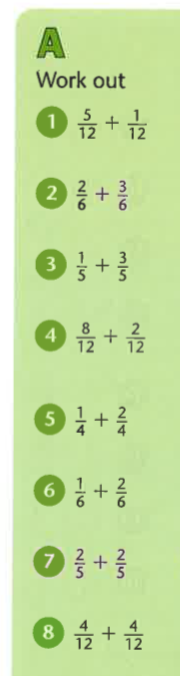 A
Work out
1 5/12 + 1/12
2 2/6 + 3/6
3 1/5 + 3/5
4 8/12 + 2/12
5 1/4 + 2/4
6 1/6 + 2/6
7 2/5 + 2/5
8 4/12 + 4/12